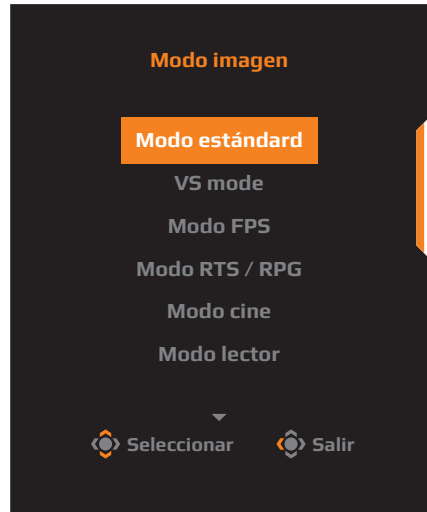 Modo imagen
Modo estándard
VS mode
Modo FPS
Modo RTS / RPG
Modo cine
Modo lector
Seleccionar Salir